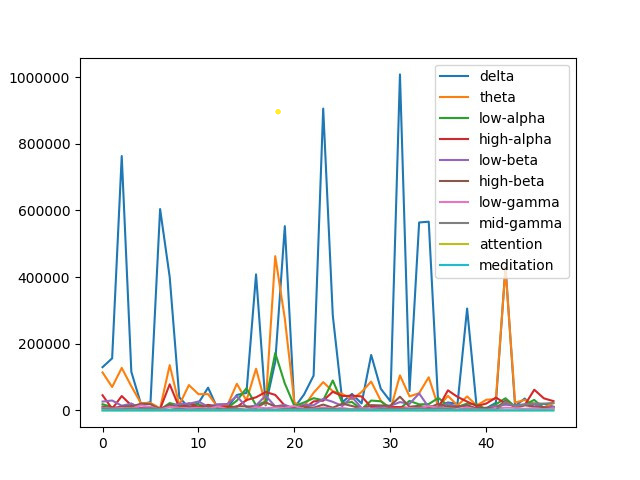 1000000
800000
600000
400000
200000
0
0
10
20
30
40
delta
theta
low-alpha
high-alpha
low-beta
high-beta
low-gamma
mid-gamma
attention
meditation